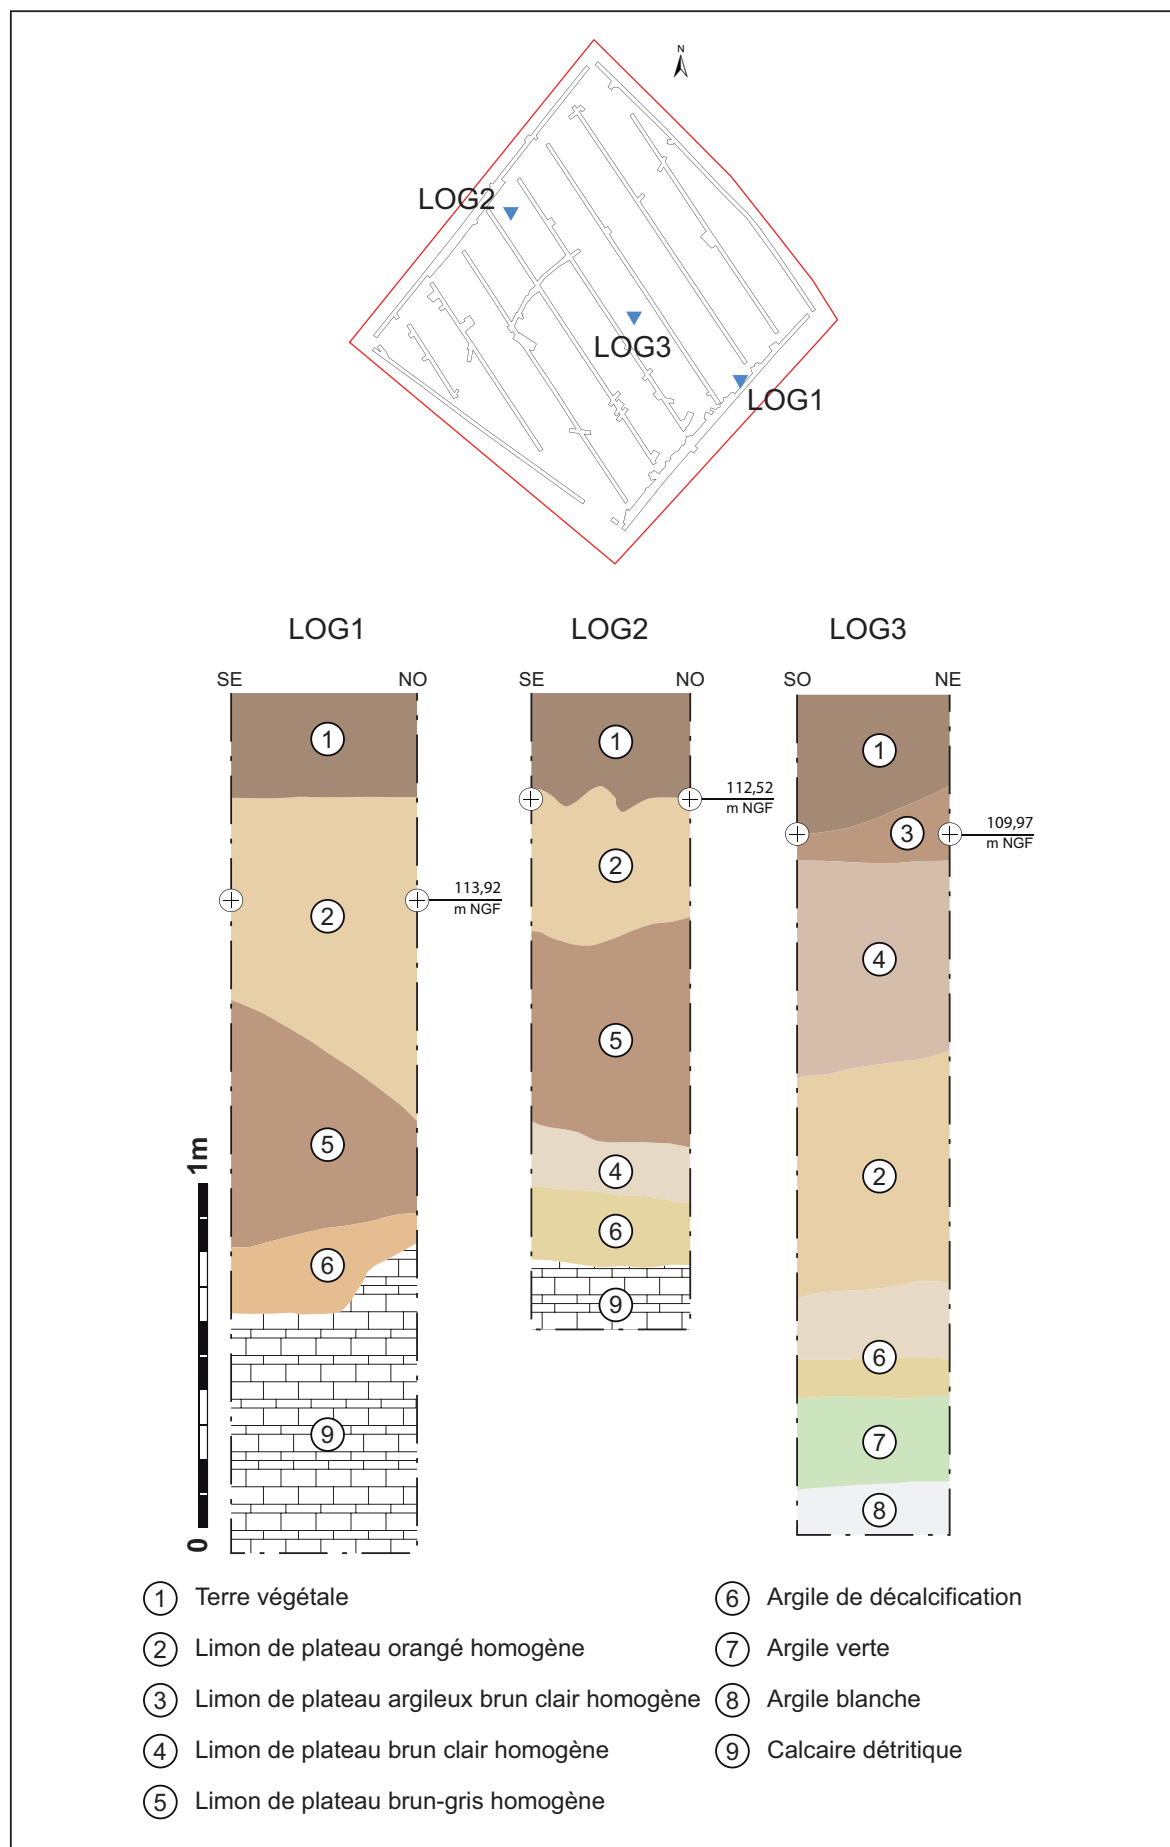 N
LOG2
LOG3
LOG1
LOG1
LOG2
LOG3
SE
NO
SE
NO
SO
NE
1
1
1
112,52
m NGF
3
109,97
m NGF
2
113,92
m NGF
2
4
5
5
4
2
6
6
6
9
9
7
8
1m
0
1 Terre végétale
2 Limon de plateau orangé homogène
3 Limon de plateau argileux brun clair homogène
4 Limon de plateau brun clair homogène
5 Limon de plateau brun-gris homogène
6 Argile de décalcification
7 Argile verte
8 Argile blanche
9 Calcaire détritique